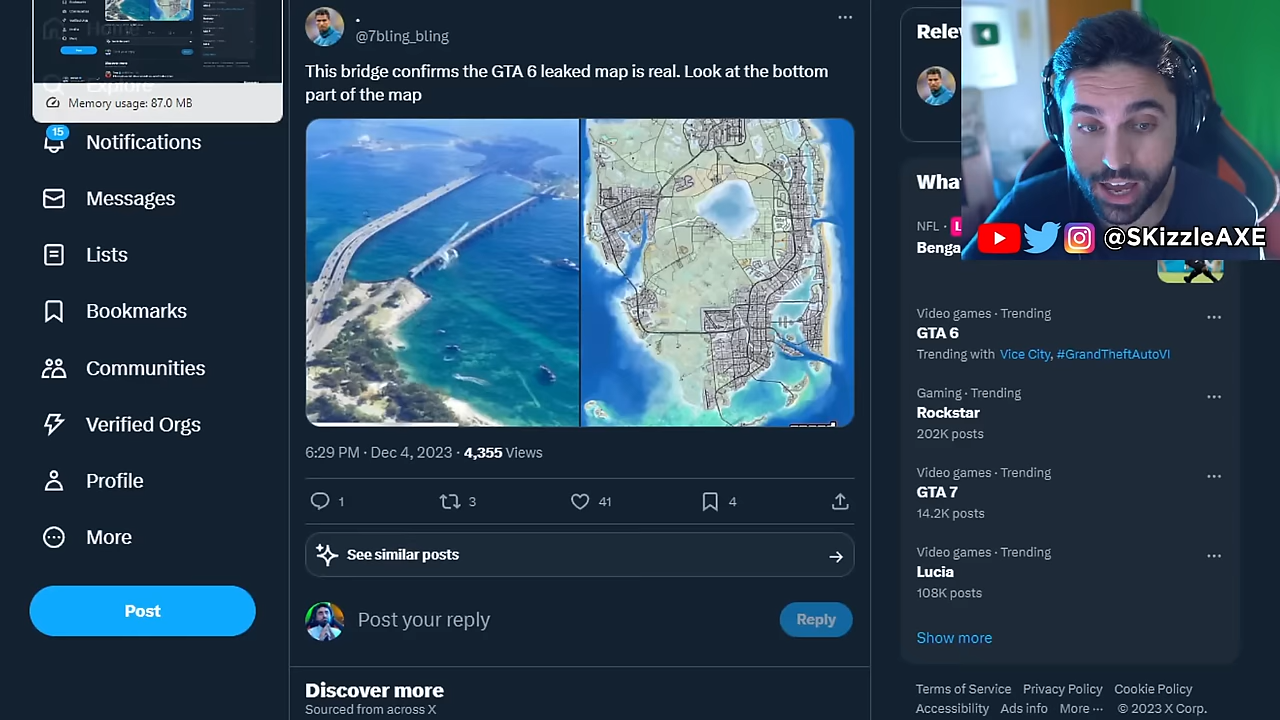 Home
Explore
Memory usage: 87.0 MB
15
Notifications
Messages
Lists
Bookmarks
Communities
Verified Orgs
Profile
More
Post
.
@7bling_bling
This bridge confirms the GTA 6 leaked map is real. Look at the bottom
part of the map
6:29 PM · Dec 4, 2023 · 4,355 Views
1
3
41
4
See similar posts
Post your reply
Reply
Discover more
Sourced from across X
Rele
@SKizzleAXE
What
NFL · L
Benga
Video games · Trending
GTA 6
Trending with Vice City, #GrandTheftAutoVI
Gaming · Trending
Rockstar
202K posts
Video games · Trending
GTA 7
14.2K posts
Video games · Trending
Lucia
108K posts
Show more
Terms of Service Privacy Policy Cookie Policy
Accessibility Ads info More ··· © 2023 X Corp.